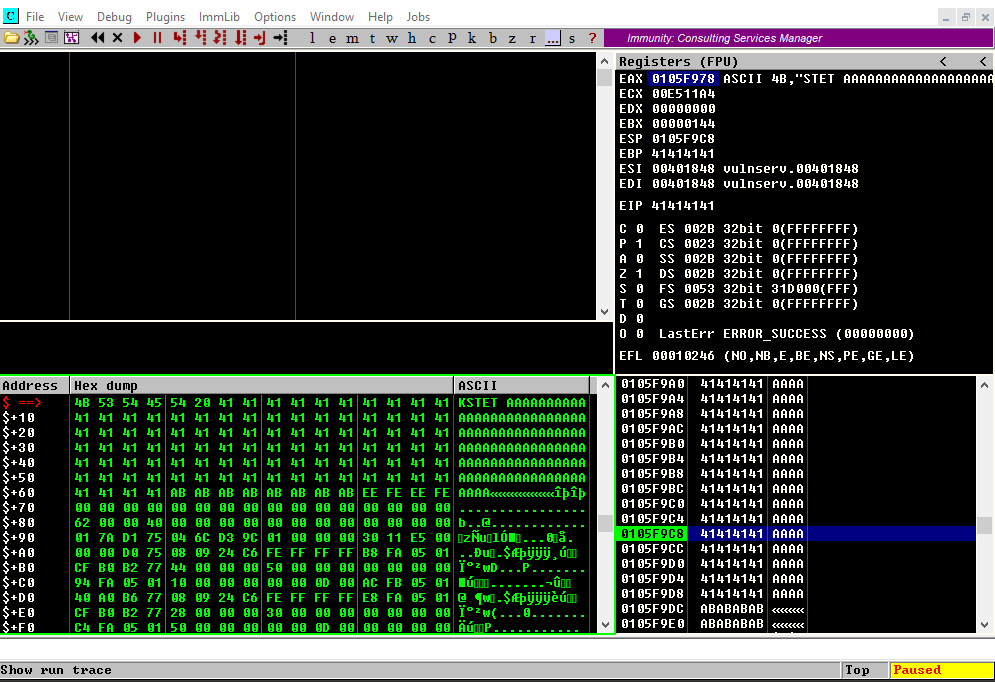 C File View Debug Plugins ImmLib Options Window Help Jobs
l e m t w h c P k b z r ... s ? Immunity: Consulting Services Manager
Registers (FPU) < <
EAX 0105F978 ASCII 4B,"STET AAAAAAAAAAAAAAAAAAA
ECX 00E511A4
EDX 00000000
EBX 00000144
ESP 0105F9C8
EBP 41414141
ESI 00401848 vulnserv.00401848
EDI 00401848 vulnserv.00401848
EIP 41414141
C 0 ES 002B 32bit 0(FFFFFFFF)
P 1 CS 0023 32bit 0(FFFFFFFF)
A 0 SS 002B 32bit 0(FFFFFFFF)
Z 1 DS 002B 32bit 0(FFFFFFFF)
S 0 FS 0053 32bit 31D000(FFF)
T 0 GS 002B 32bit 0(FFFFFFFF)
D 0
O 0 LastErr ERROR_SUCCESS (00000000)
EFL 00010246 (NO,NB,E,BE,NS,PE,GE,LE)
Address Hex dump ASCII
$ ==> 4B 53 54 45 54 20 41 41 41 41 41 41 41 41 41 41 KSTET AAAAAAAAAA
$+10 41 41 41 41 41 41 41 41 41 41 41 41 41 41 41 41 AAAAAAAAAAAAAAAA
$+20 41 41 41 41 41 41 41 41 41 41 41 41 41 41 41 41 AAAAAAAAAAAAAAAA
$+30 41 41 41 41 41 41 41 41 41 41 41 41 41 41 41 41 AAAAAAAAAAAAAAAA
$+40 41 41 41 41 41 41 41 41 41 41 41 41 41 41 41 41 AAAAAAAAAAAAAAAA
$+50 41 41 41 41 41 41 41 41 41 41 41 41 41 41 41 41 AAAAAAAAAAAAAAAA
$+60 41 41 41 41 AB AB AB AB AB AB AB AB EE FE EE FE AAAA««««««««îþîþ
$+70 00 00 00 00 00 00 00 00 00 00 00 00 00 00 00 00 ................
$+80 62 00 00 40 00 00 00 00 00 00 00 00 00 00 00 00 b..@............
$+90 01 7A D1 75 04 6C D3 9C 01 00 00 00 30 11 E5 00
$+A0 00 00 D0 75 08 09 24 C6 FE FF FF FF B8 FA 05 01
$+B0 CF B0 B2 77 44 00 00 00 50 00 00 00 00 00 00 00 Ï°²wD...P.......
$+C0 94 FA 05 01 10 00 00 00 00 00 0D 00 AC FB 05 01
$+D0 40 A0 B6 77 08 09 24 C6 FE FF FF FF E8 FA 05 01
$+E0 CF B0 B2 77 28 00 00 00 30 00 00 00 00 00 00 00 Ï°²w(...0.......
$+F0 C4 FA 05 01 50 00 00 00 00 00 0D 00 00 00 00 00
0105F9A0 41414141 AAAA
0105F9A4 41414141 AAAA
0105F9A8 41414141 AAAA
0105F9AC 41414141 AAAA
0105F9B0 41414141 AAAA
0105F9B4 41414141 AAAA
0105F9B8 41414141 AAAA
0105F9BC 41414141 AAAA
0105F9C0 41414141 AAAA
0105F9C4 41414141 AAAA
0105F9C8 41414141 AAAA
0105F9CC 41414141 AAAA
0105F9D0 41414141 AAAA
0105F9D4 41414141 AAAA
0105F9D8 41414141 AAAA
0105F9DC ABABABAB ««««
0105F9E0 ABABABAB ««««
Show run trace Top Paused